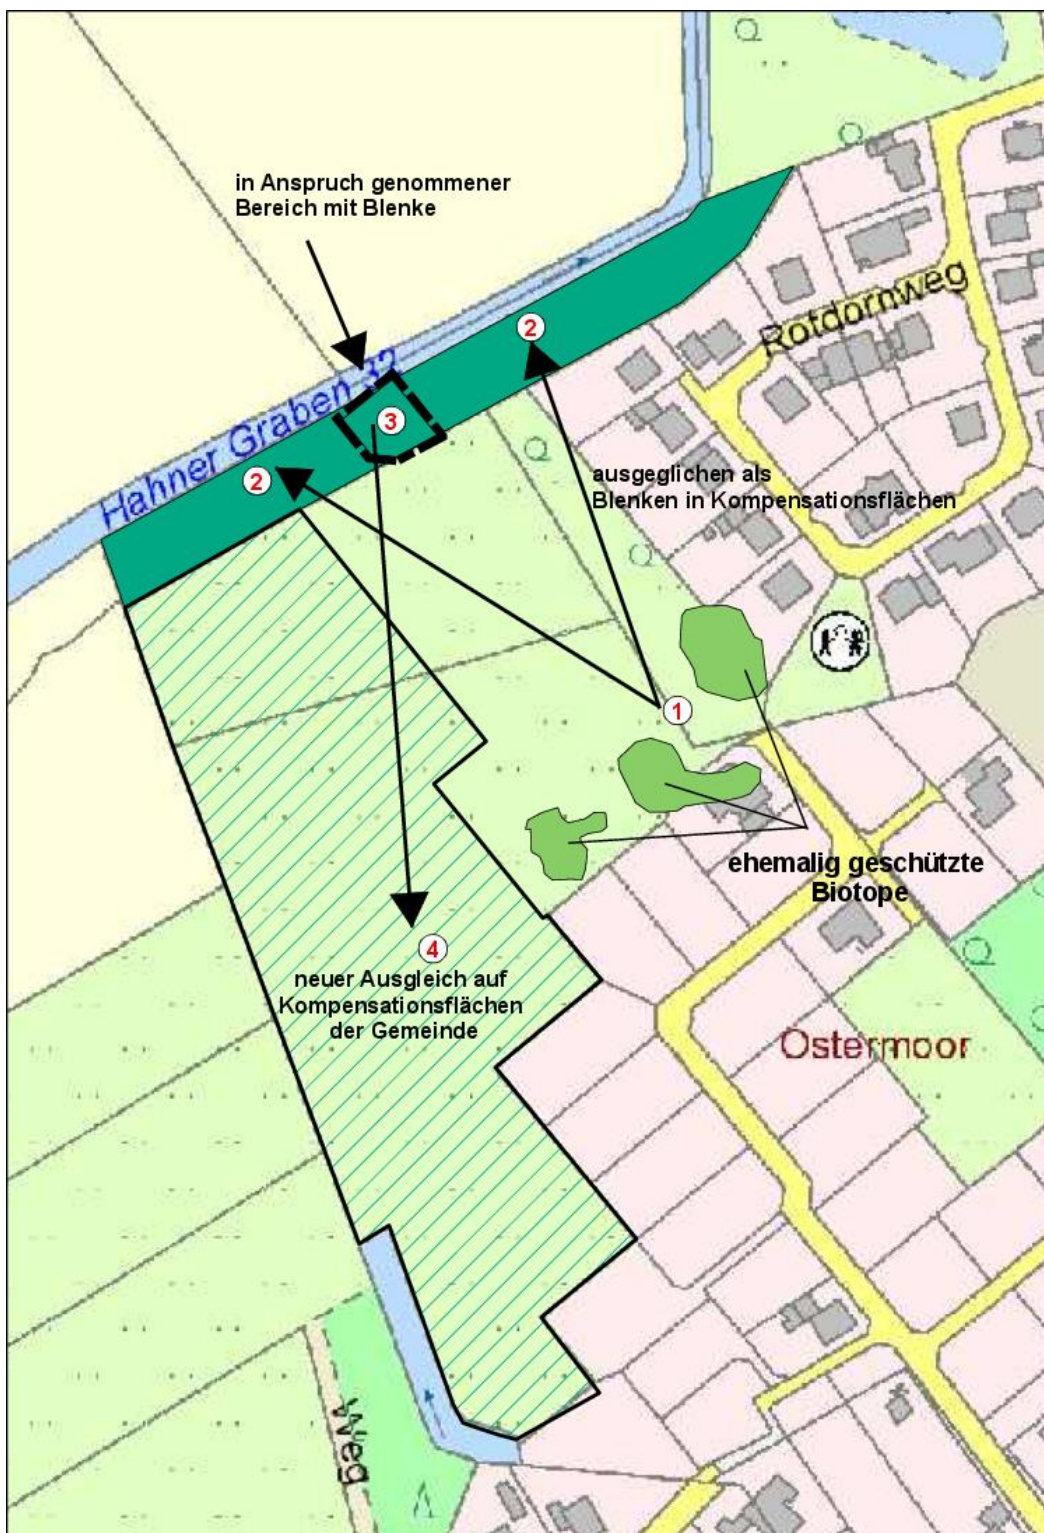 in Anspruch genommener
Bereich mit Blenke
Rotdornweg
2
Hahner Graben 32
3
2
ausgeglichen als
Blenken in Kompensationsflächen
1
ehemalig geschützte
Biotope
4
neuer Ausgleich auf
Kompensationsflächen
der Gemeinde
Ostermoor
Weg